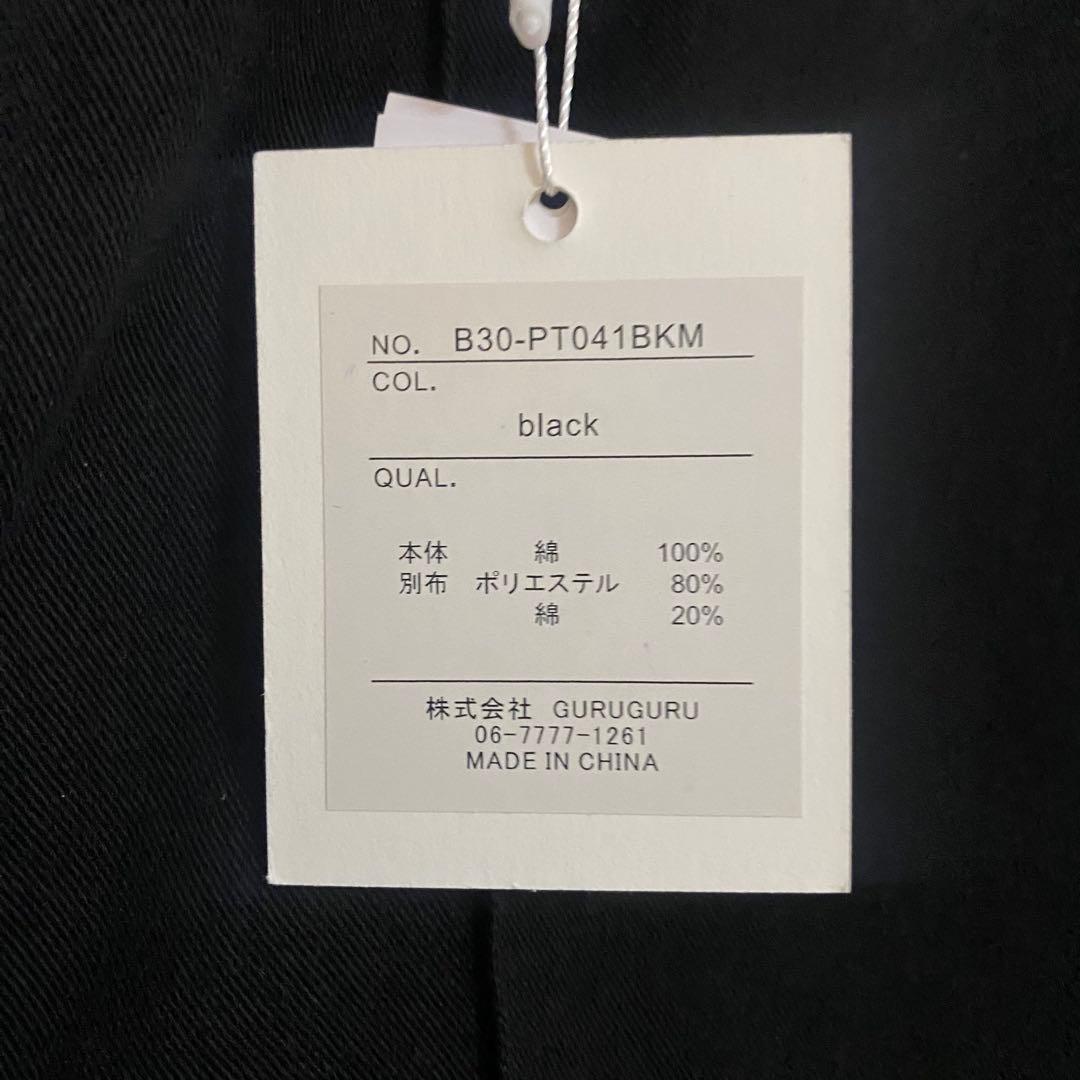 NO. B30-PT041BKM
COL.
black
QUAL.
本体 綿 100%
別布 ポリエステル 80%
綿 20%
株式会社 GURUGURU
06-7777-1261
MADE IN CHINA